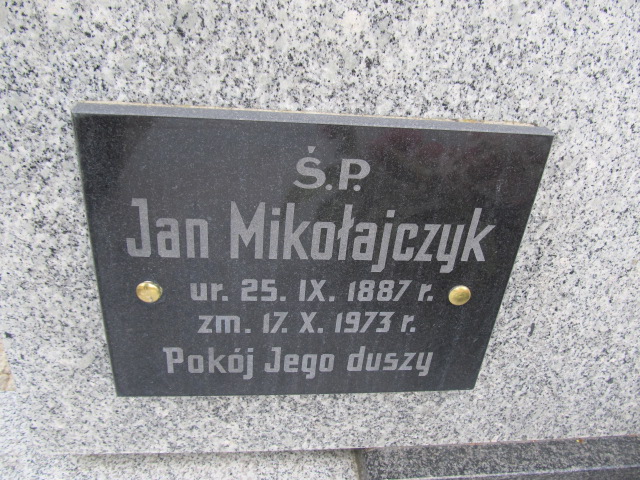 Ś.P.
Jan Mikołajczyk
ur. 25. IX. 1887 r.
zm. 17. X. 1973 r.
Pokój Jego duszy